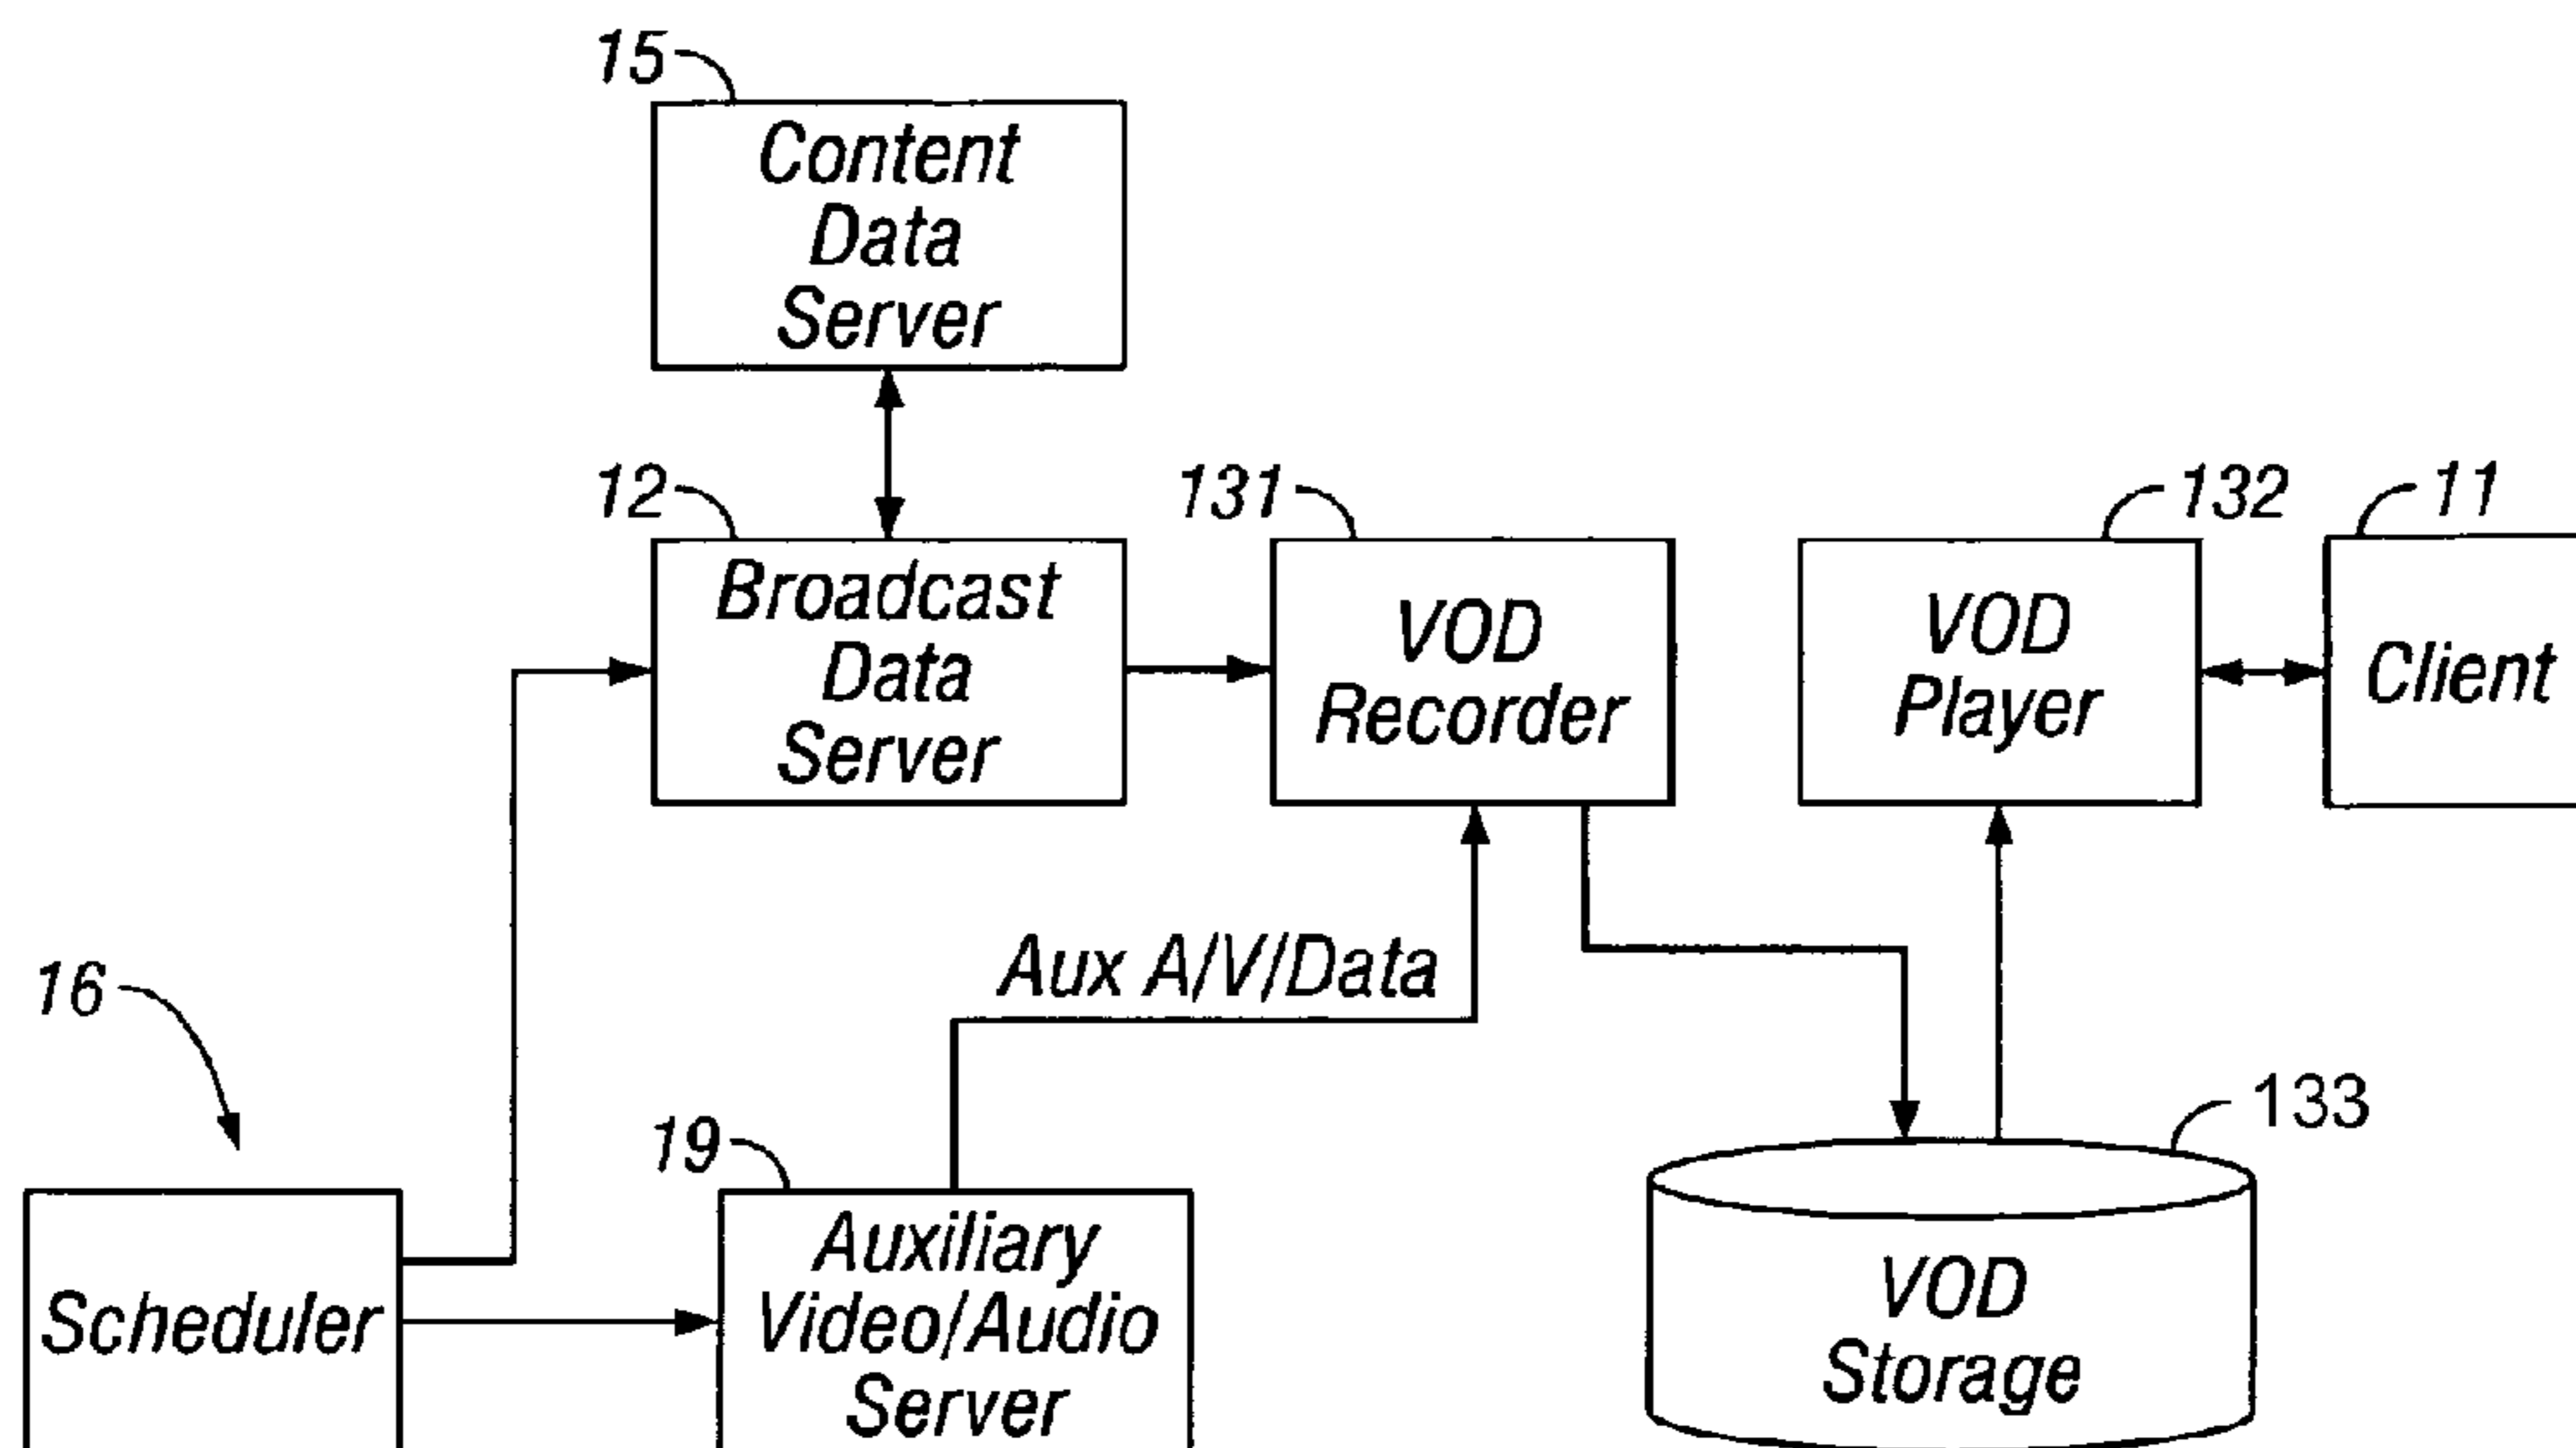 15
Content
Data
Server
12
Broadcast
Data
Server
131
VOD
Recorder
132
VOD
Player
11
Client
Aux A/V/Data
16
Scheduler
19
Auxiliary
Video/Audio
Server
133
VOD
Storage